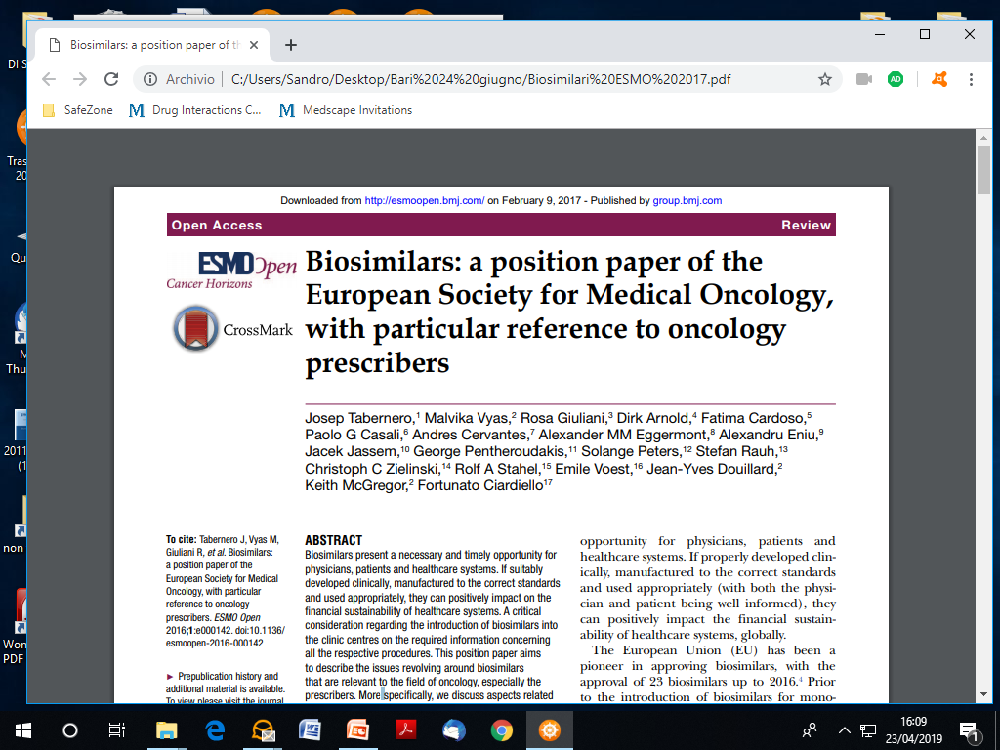 DI S
Biosimilars: a position paper of th
Archivio
C:/Users/Sandro/Desktop/Bari%2024%20giugno/Biosimilari%20ESMO%202017.pdf
AD
SafeZone
Drug Interactions C...
Medscape Invitations
Tras
20
Qu
M
Thu
2011
(1
non
Won
PDF
Downloaded from http://esmoopen.bmj.com/ on February 9, 2017 - Published by group.bmj.com
Open Access
Review
ESMO Open
Cancer Horizons
CrossMark
Biosimilars: a position paper of the
European Society for Medical Oncology,
with particular reference to oncology
prescribers
Josep Tabernero,1 Malvika Vyas,2 Rosa Giuliani,3 Dirk Arnold,4 Fatima Cardoso,5
Paolo G Casali,6 Andres Cervantes,7 Alexander MM Eggermont,8 Alexandru Eniu,9
Jacek Jassem,10 George Pentheroudakis,11 Solange Peters,12 Stefan Rauh,13
Christoph C Zielinski,14 Rolf A Stahel,15 Emile Voest,16 Jean-Yves Douillard,2
Keith McGregor,2 Fortunato Ciardiello17
To cite: Tabernero J, Vyas M,
Giuliani R, et al. Biosimilars:
a position paper of the
European Society for Medical
Oncology, with particular
reference to oncology
prescribers. ESMO Open
2016;1:e000142. doi:10.1136/
esmoopen-2016-000142
► Prepublication history and
additional material is available.
To view please visit the journal
ABSTRACT
Biosimilars present a necessary and timely opportunity for
physicians, patients and healthcare systems. If suitably
developed clinically, manufactured to the correct standards
and used appropriately, they can positively impact on the
financial sustainability of healthcare systems. A critical
consideration regarding the introduction of biosimilars into
the clinic centres on the required information concerning
all the respective procedures. This position paper aims
to describe the issues revolving around biosimilars
that are relevant to the field of oncology, especially the
prescribers. More specifically, we discuss aspects related
opportunity for physicians, patients and
healthcare systems. If properly developed clin-
ically, manufactured to the correct standards
and used appropriately (with both the physi-
cian and patient being well informed), they
can positively impact the financial sustain-
ability of healthcare systems, globally.
The European Union (EU) has been a
pioneer in approving biosimilars, with the
approval of 23 biosimilars up to 2016.4 Prior
to the introduction of biosimilars for mono-
16:09
23/04/2019
1